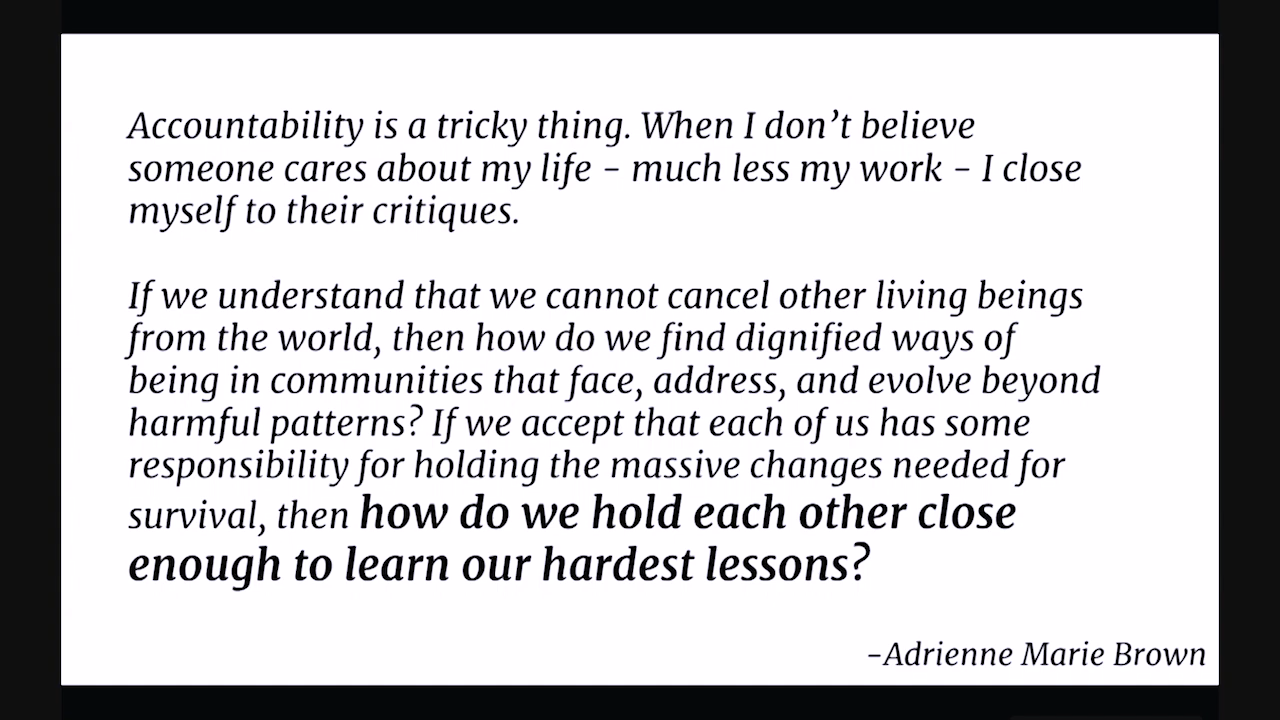 Accountability is a tricky thing. When I don’t believe
someone cares about my life – much less my work – I close
myself to their critiques.
If we understand that we cannot cancel other living beings
from the world, then how do we find dignified ways of
being in communities that face, address, and evolve beyond
harmful patterns? If we accept that each of us has some
responsibility for holding the massive changes needed for
survival, then how do we hold each other close
enough to learn our hardest lessons?
–Adrienne Marie Brown